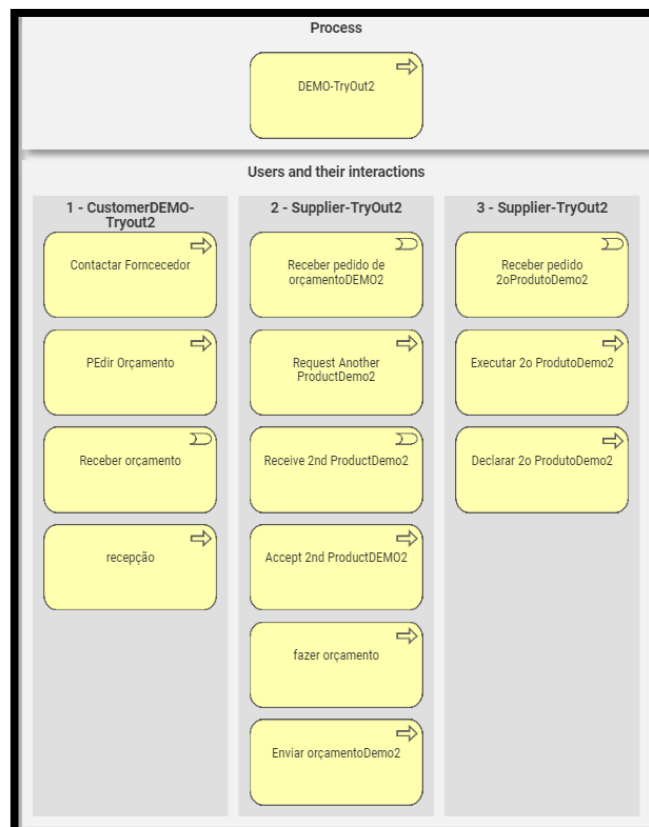 Process
DEMO-TryOut2
Users and their interactions
1 - CustomerDEMO-
Tryout2
Contactar Forncecedor
PEdir Orçamento
Receber orçamento
recepção
2 - Supplier-TryOut2
Receber pedido de
orçamentoDEMO2
Request Another
ProductDemo2
Receive 2nd ProductDemo2
Accept 2nd ProductDEMO2
fazer orçamento
Enviar orçamentoDemo2
3 - Supplier-TryOut2
Receber pedido
2oProdutoDemo2
Executar 2o ProdutoDemo2
Declarar 2o ProdutoDemo2